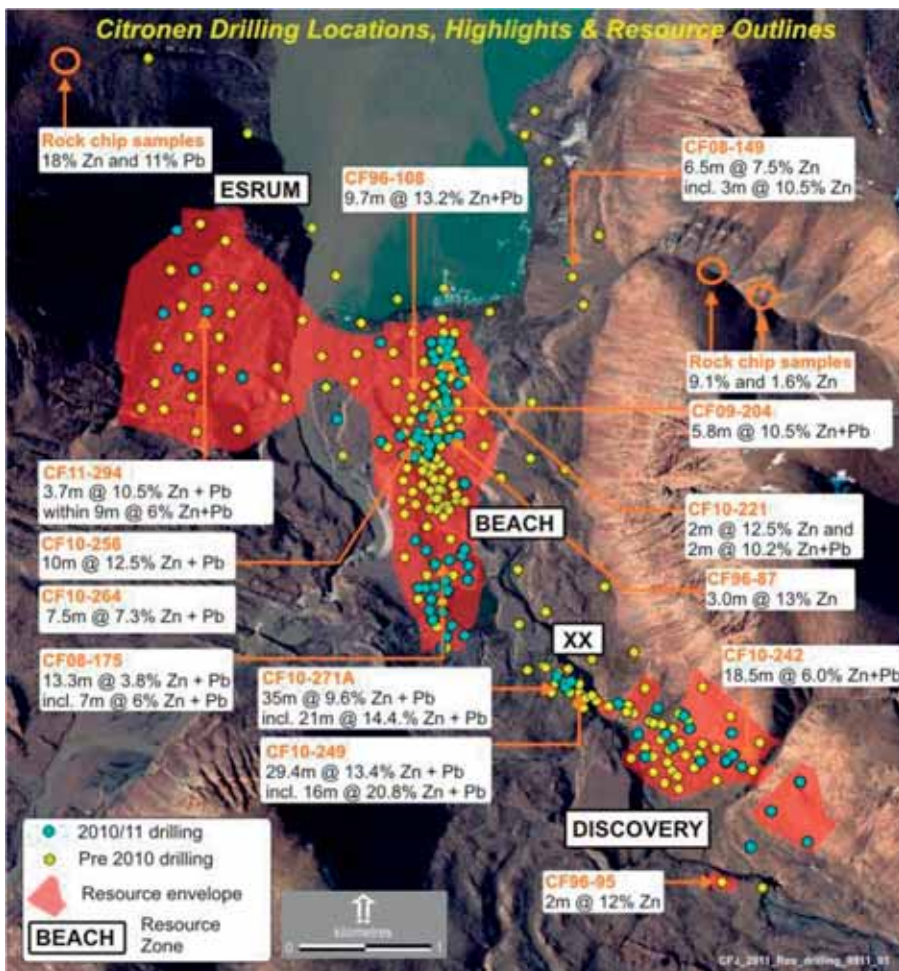 Citronen Drilling Locations, Highlights & Resource Outlines
Rock chip samples
18% Zn and 11% Pb
ESRUM
CF96-108
9.7m @ 13.2% Zn+Pb
CF08-149
6.5m @ 7.5% Zn
incl. 3m @ 10.5% Zn
Rock chip samples
9.1% and 1.6% Zn
CF09-204
5.8m @ 10.5% Zn+Pb
CF11-294
3.7m @ 10.5% Zn + Pb
within 9m @ 6% Zn+Pb
BEACH
CF10-221
2m @ 12.5% Zn and
2m @ 10.2% Zn+Pb
CF10-256
10m @ 12.5% Zn + Pb
CF96-87
3.0m @ 13% Zn
CF10-264
7.5m @ 7.3% Zn + Pb
XX
CF10-242
18.5m @ 6.0% Zn+Pb
CF08-175
13.3m @ 3.8% Zn + Pb
incl. 7m @ 6% Zn + Pb
CF10-271A
35m @ 9.6% Zn + Pb
incl. 21m @ 14.4.% Zn + Pb
CF10-249
29.4m @ 13.4% Zn + Pb
incl. 16m @ 20.8% Zn + Pb
DISCOVERY
CF96-95
2m @ 12% Zn
2010/11 drilling
Pre 2010 drilling
Resource envelope
BEACH Resource
Zone
kilometres
0 1